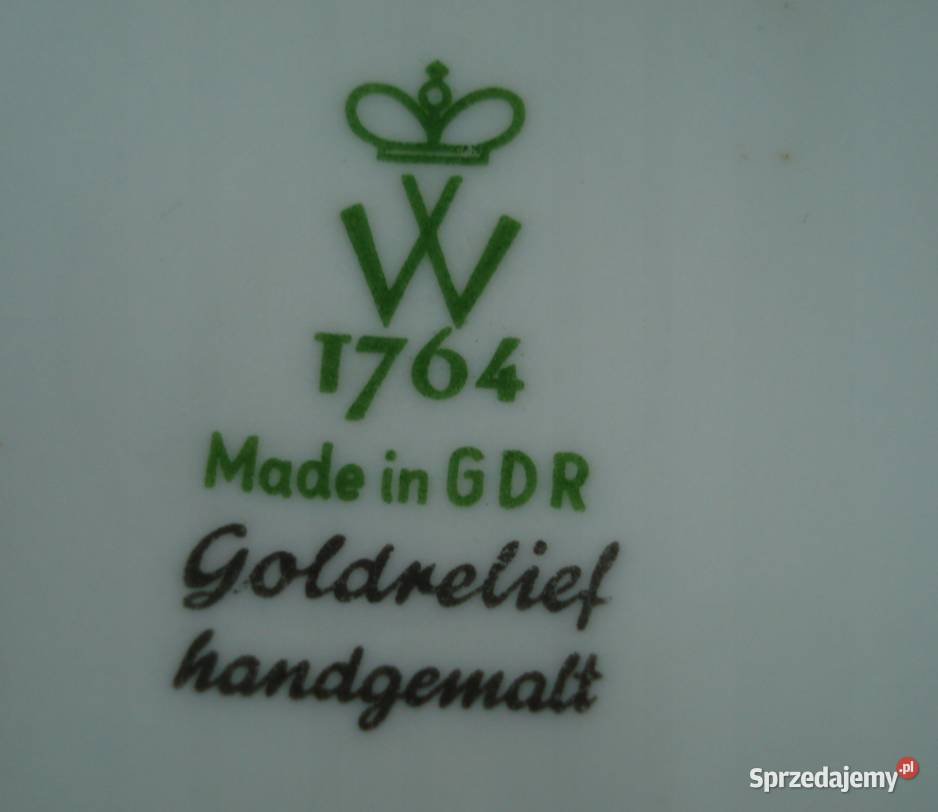 W
1764
Made in GDR
Goldrelief
handgemalt
Sprzedajemy.pl